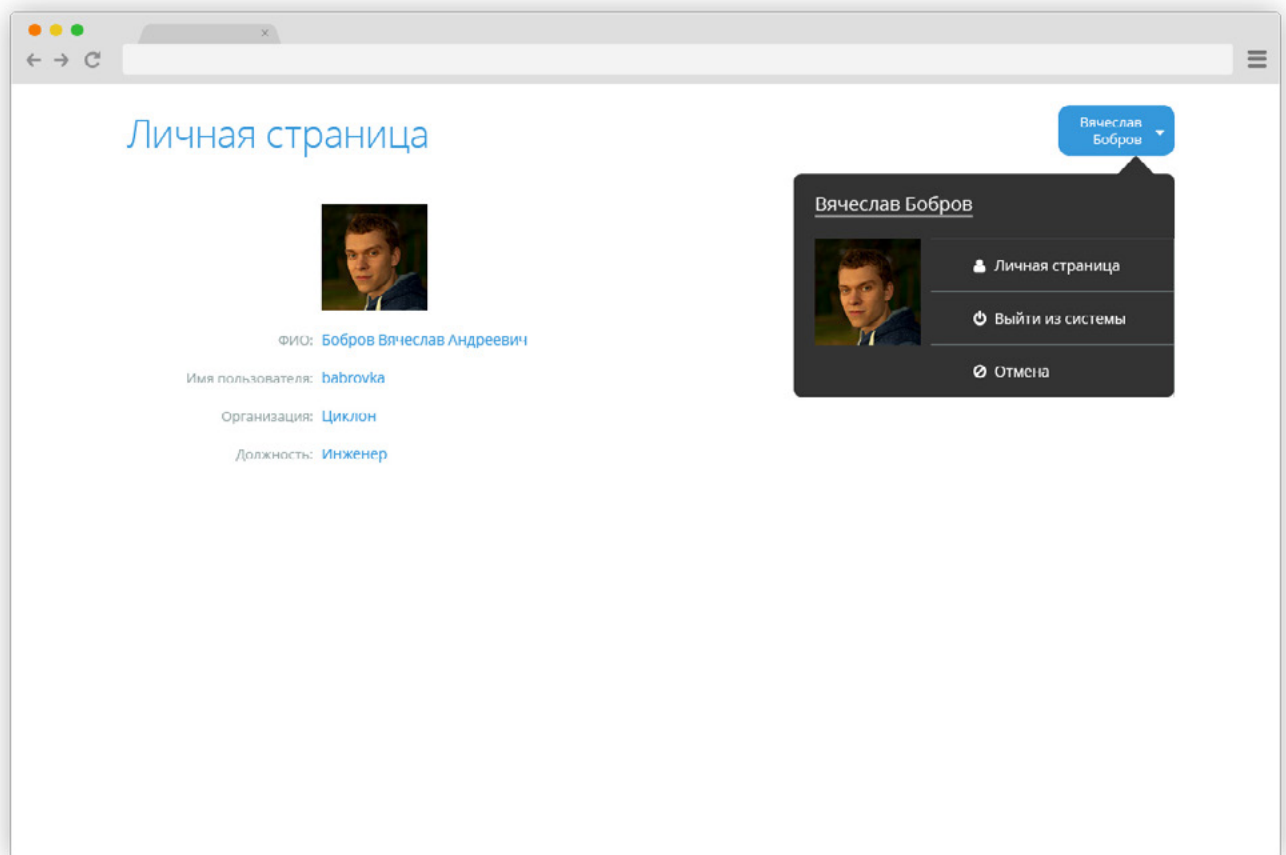 Личная страница
Вячеслав
Бобров
Вячеслав Бобров
Личная страница
Выйти из системы
Отмена
ФИО: Бобров Вячеслав Андреевич
Имя пользователя: babrovka
Организация: Циклон
Должность: Инженер